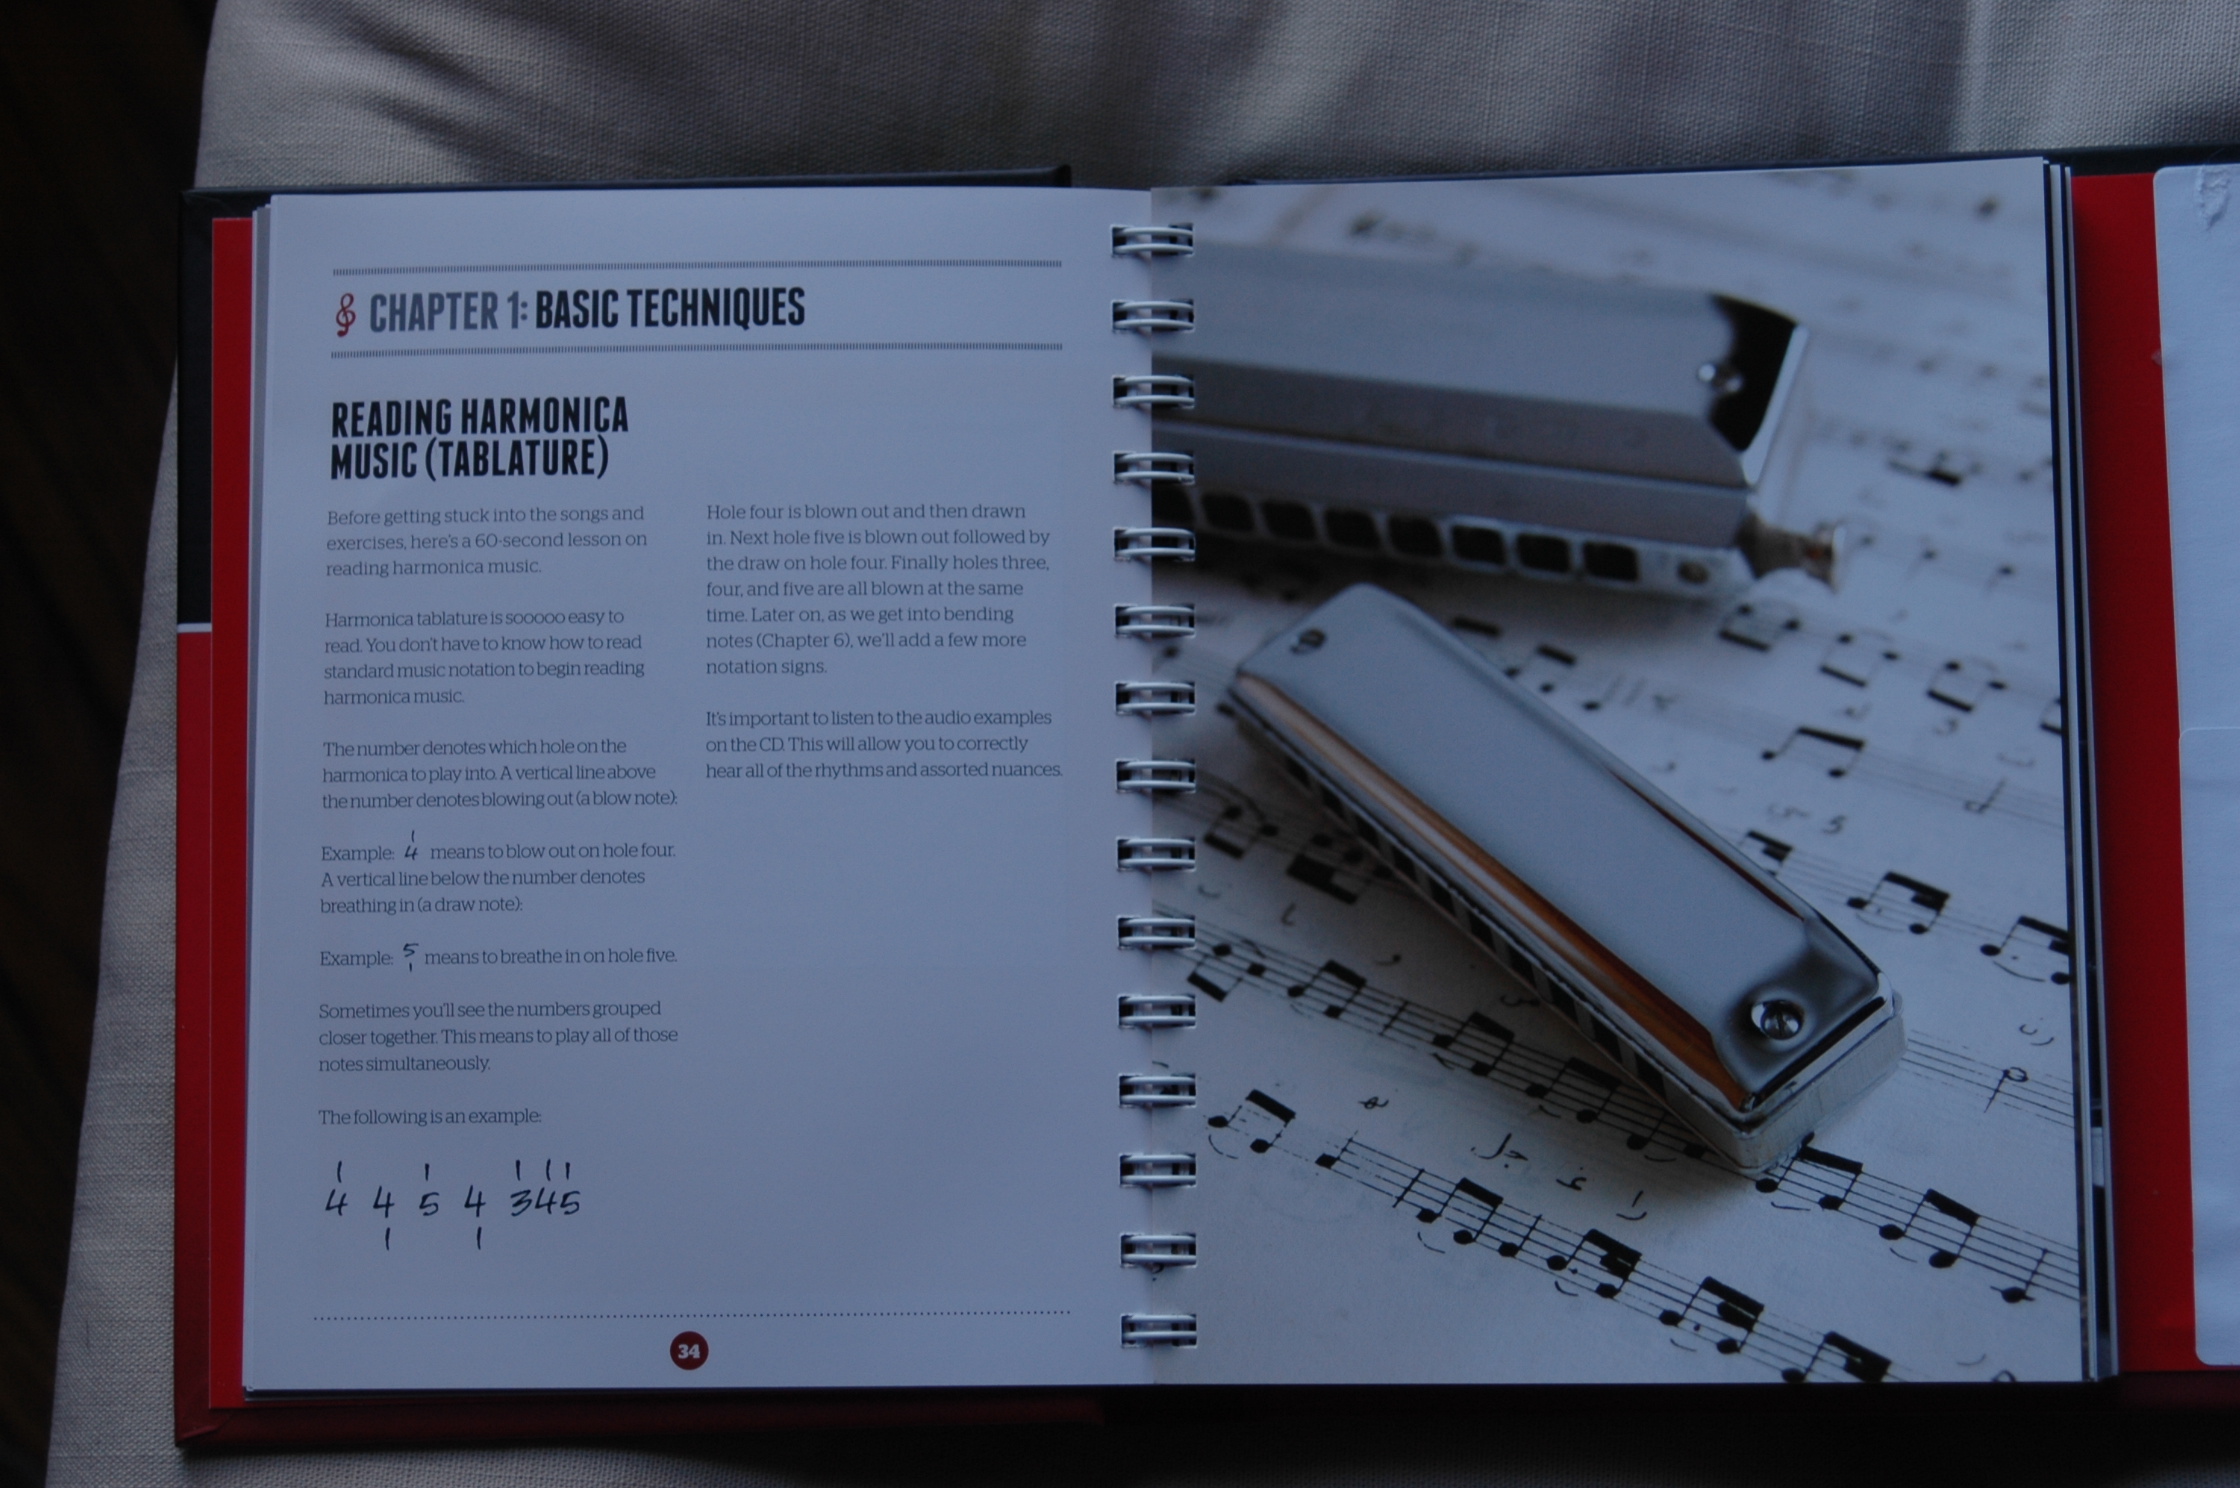 CHAPTER 1: BASIC TECHNIQUES
READING HARMONICA
MUSIC (TABLATURE)
Before getting stuck into the songs and
exercises, here's a 60-second lesson on
reading harmonica music.
Harmonica tablature is sooooo easy to
read. You don't have to know how to read
standard music notation to begin reading
harmonica music.
The number denotes which hole on the
harmonica to play into. A vertical line above
the number denotes blowing out (a blow note):
Example: 4 means to blow out on hole four.
A vertical line below the number denotes
breathing in (a draw note):
Example: 5 means to breathe in on hole five.
Sometimes you'll see the numbers grouped
closer together. This means to play all of those
notes simultaneously.
The following is an example:
4 4 5 4 345
Hole four is blown out and then drawn
in. Next hole five is blown out followed by
the draw on hole four. Finally holes three,
four, and five are all blown at the same
time. Later on, as we get into bending
notes (Chapter 6), we'll add a few more
notation signs.
It's important to listen to the audio examples
on the CD. This will allow you to correctly
hear all of the rhythms and assorted nuances.
34